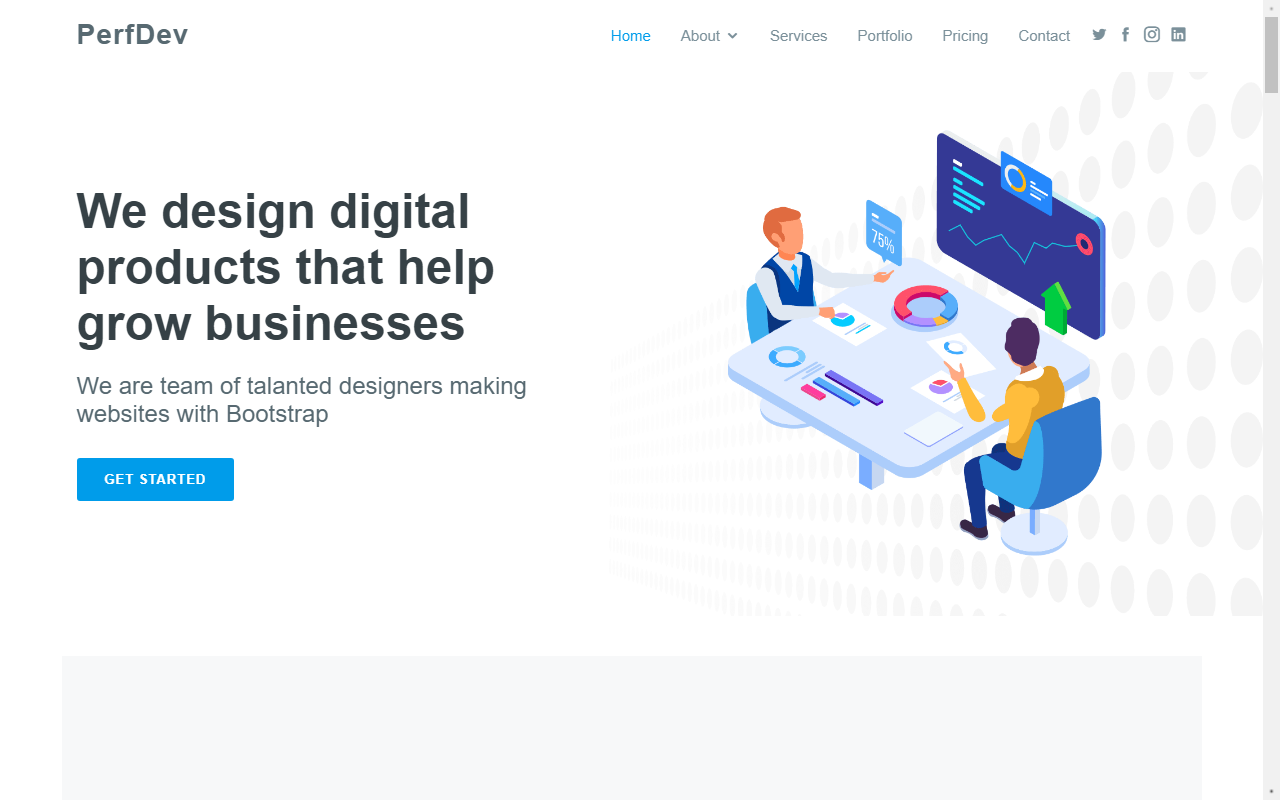 PerfDev
Home About Services Portfolio Pricing Contact
We design digital
products that help
grow businesses
We are team of talanted designers making
websites with Bootstrap
GET STARTED
75%